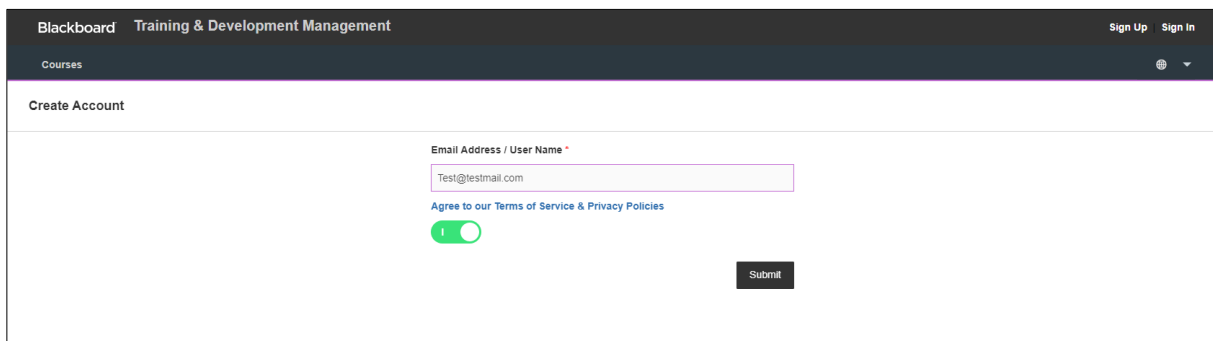 Blackboard Training & Development Management Sign Up Sign In
Courses
Create Account
Email Address / User Name *
Test@testmail.com
Agree to our Terms of Service & Privacy Policies
Submit